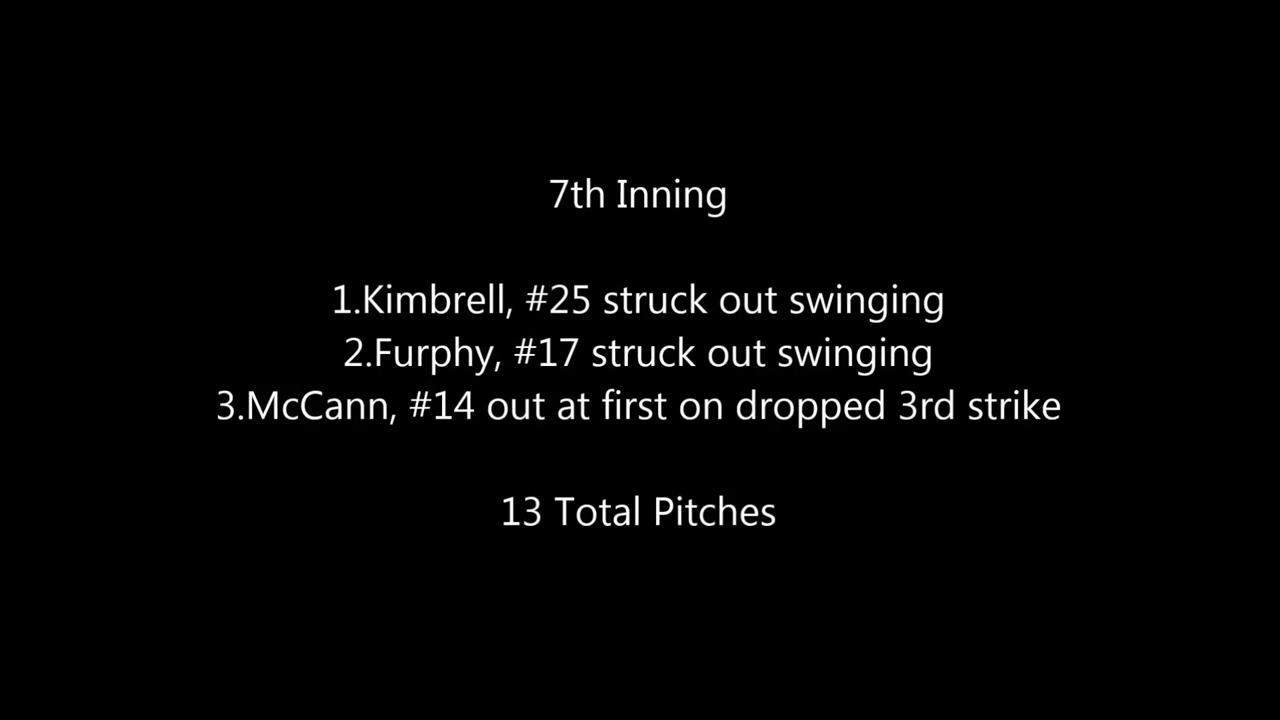 7th Inning
1.Kimbrell, #25 struck out swinging
2.Furphy, #17 struck out swinging
3.McCann, #14 out at first on dropped 3rd strike
13 Total Pitches